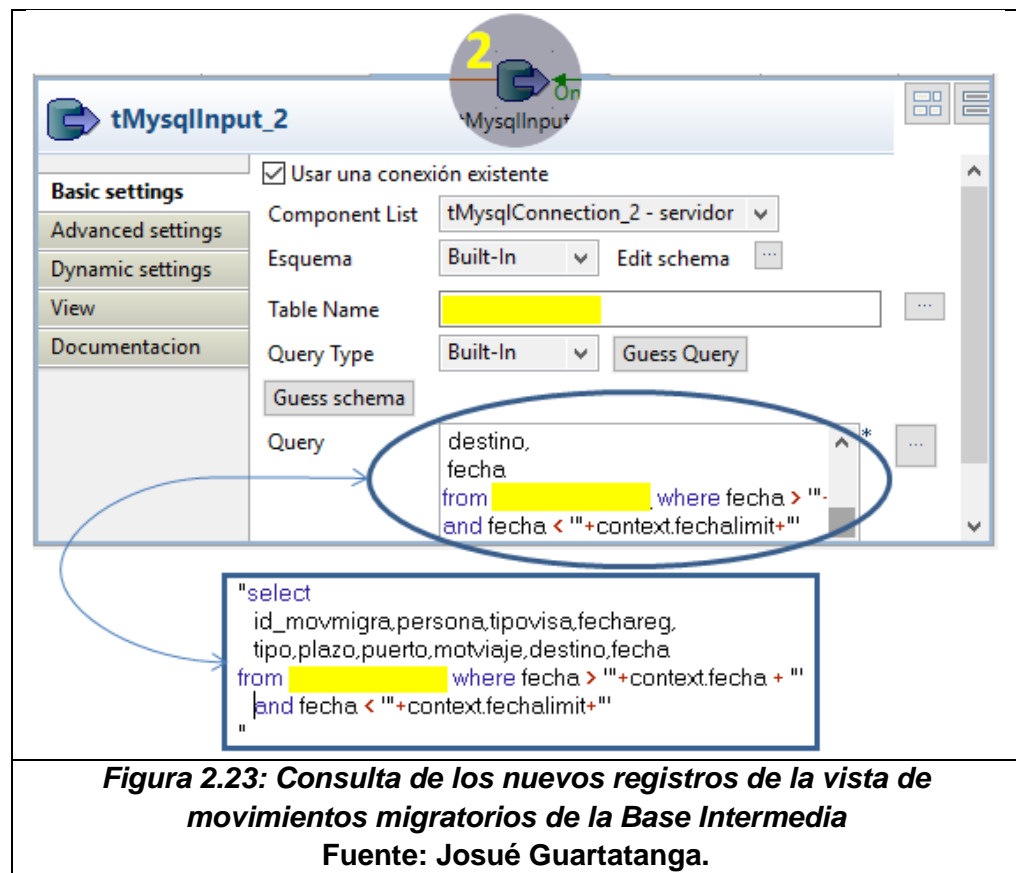 2
On
tMysqlInput
tMysqlInput_2
Basic settings
Advanced settings
Dynamic settings
View
Documentacion
Usar una conexión existente
Component List tMysqlConnection_2 - servidor
Esquema Built-In Edit schema ...
Table Name ...
Query Type Built-In Guess Query
Guess schema
Query destino, * ...
fecha
from , where fecha > '"-
and fecha < '"+context.fechalimit+"'
"select
id_movmigra,persona,tipovisa,fechareg,
tipo,plazo,puerto,motviaje,destino,fecha
from where fecha > '"+context.fecha + "'
and fecha < '"+context.fechalimit+"'
"
Figura 2.23: Consulta de los nuevos registros de la vista de
movimientos migratorios de la Base Intermedia
Fuente: Josué Guartatanga.